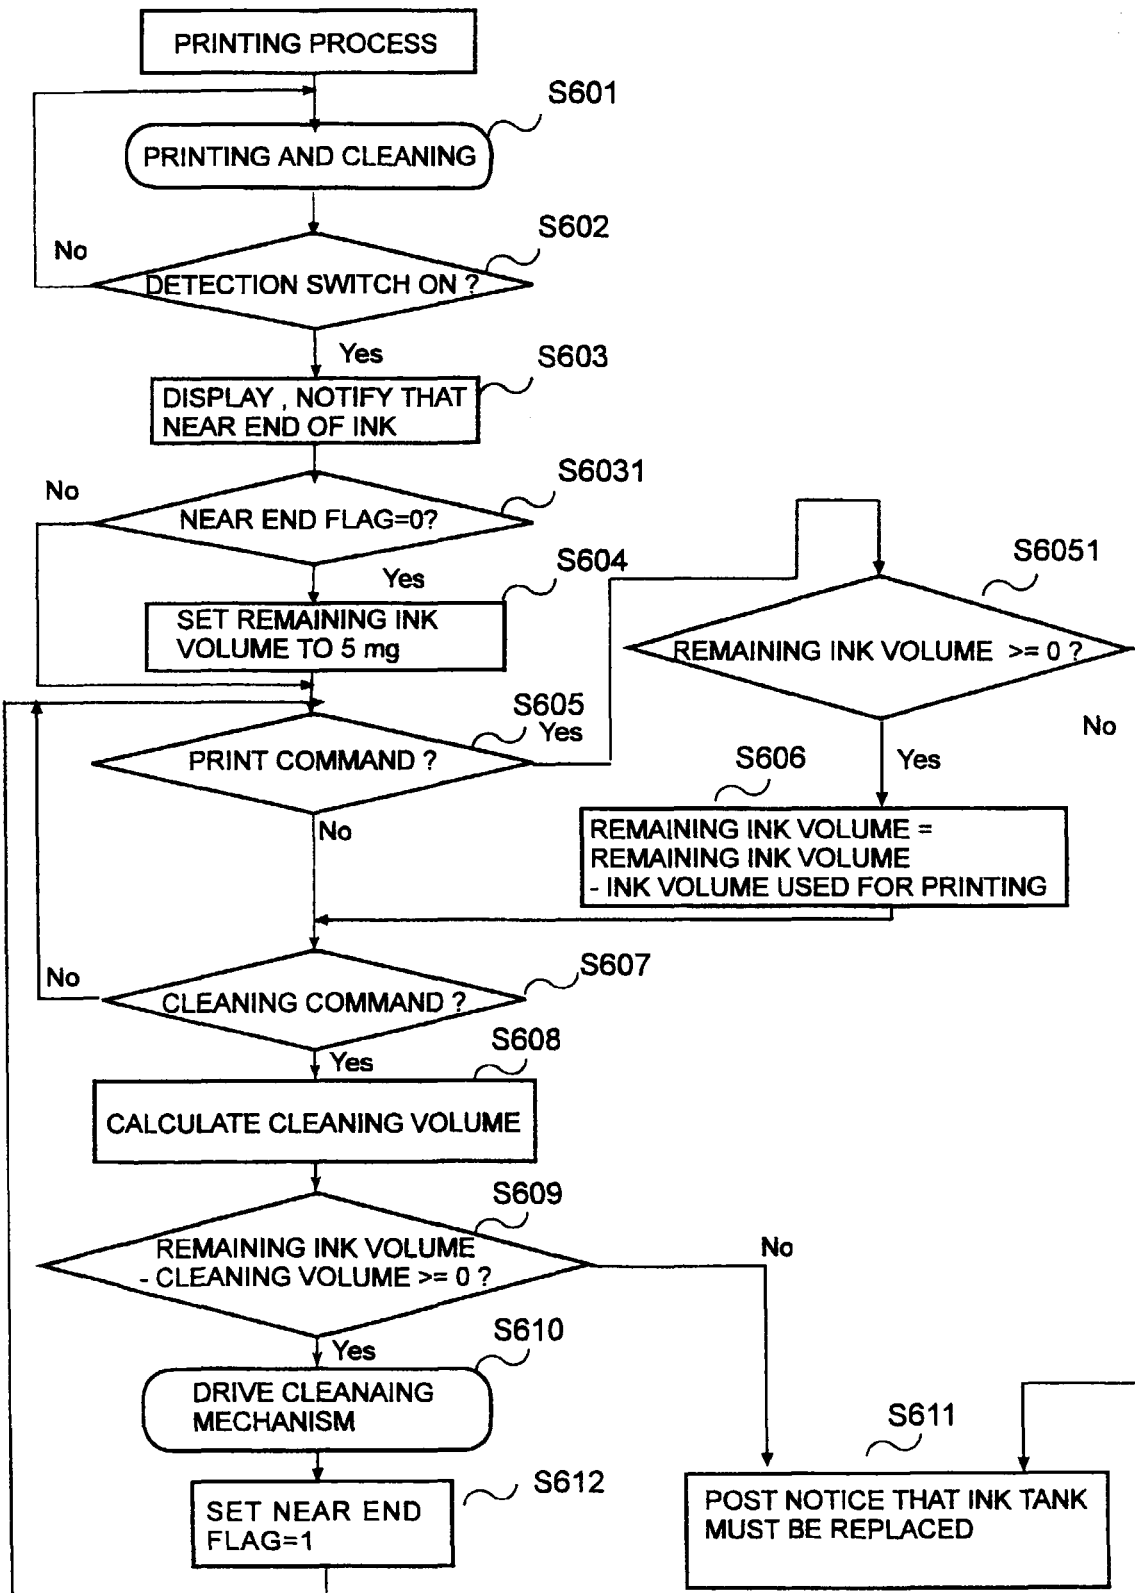 PRINTING PROCESS
S601
PRINTING AND CLEANING
S602
No
DETECTION SWITCH ON ?
Yes
S603
DISPLAY , NOTIFY THAT
NEAR END OF INK
S6031
No
NEAR END FLAG=0?
S6051
S604
Yes
SET REMAINING INK
VOLUME TO 5 mg
REMAINING INK VOLUME >= 0 ?
S605
Yes
No
PRINT COMMAND ?
S606
Yes
No
REMAINING INK VOLUME =
REMAINING INK VOLUME
- INK VOLUME USED FOR PRINTING
No
S607
CLEANING COMMAND ?
S608
Yes
CALCULATE CLEANING VOLUME
S609
REMAINING INK VOLUME
- CLEANING VOLUME >= 0 ?
No
S610
Yes
DRIVE CLEANAING
MECHANISM
S611
S612
SET NEAR END
FLAG=1
POST NOTICE THAT INK TANK
MUST BE REPLACED